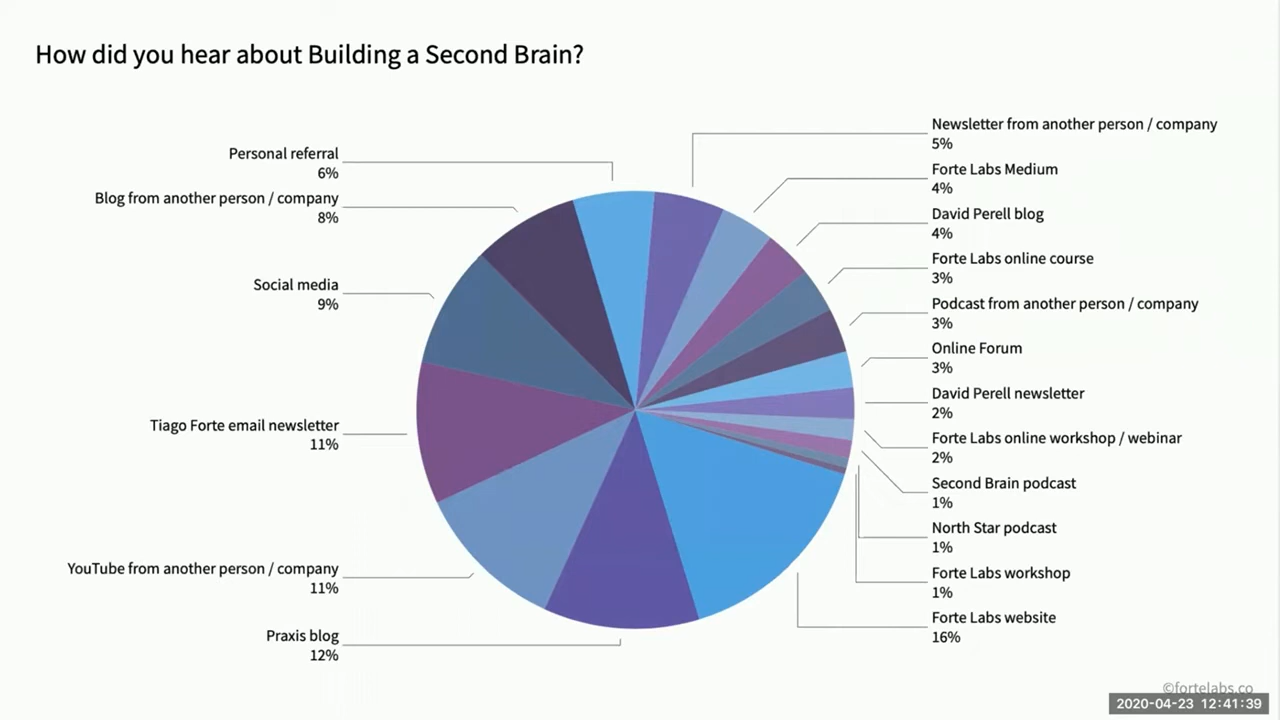 How did you hear about Building a Second Brain?
Personal referral
6%
Blog from another person / company
8%
Social media
9%
Tiago Forte email newsletter
11%
YouTube from another person / company
11%
Praxis blog
12%
Newsletter from another person / company
5%
Forte Labs Medium
4%
David Perell blog
4%
Forte Labs online course
3%
Podcast from another person / company
3%
Online Forum
3%
David Perell newsletter
2%
Forte Labs online workshop / webinar
2%
Second Brain podcast
1%
North Star podcast
1%
Forte Labs workshop
1%
Forte Labs website
16%
©fortelabs.co
2020-04-23 12:41:39